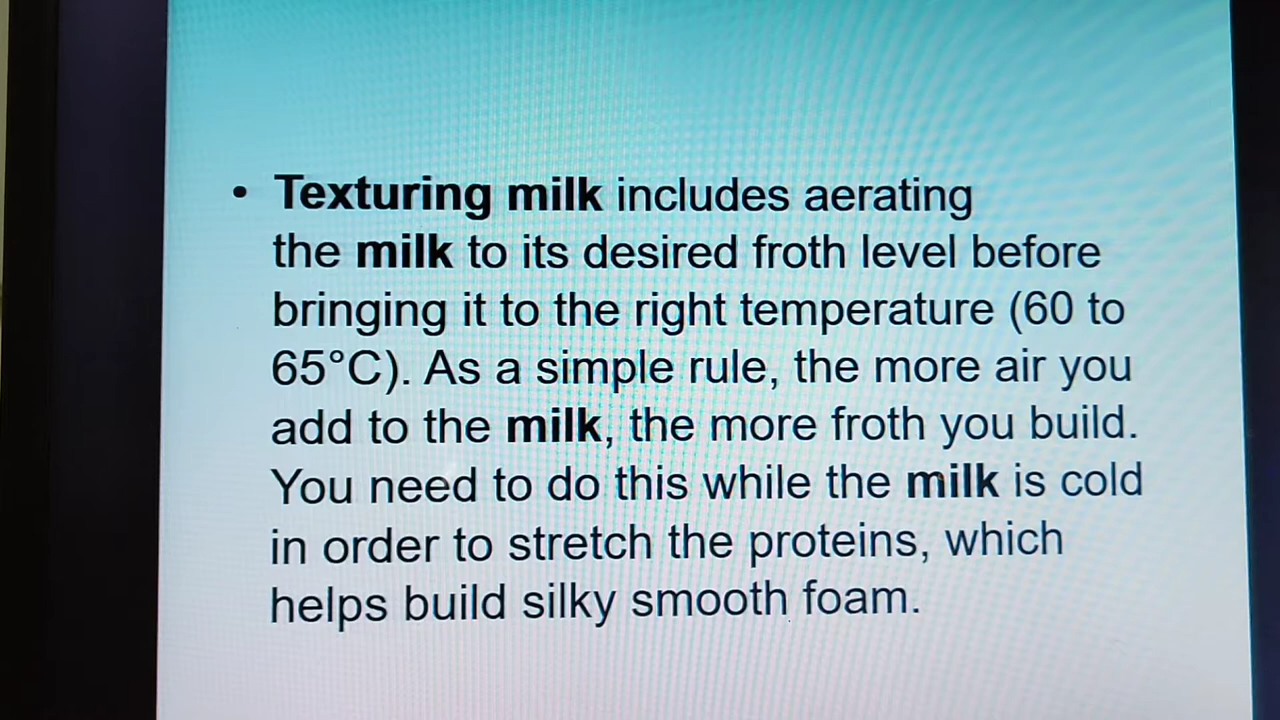 • Texturing milk includes aerating
the milk to its desired froth level before
bringing it to the right temperature (60 to
65°C). As a simple rule, the more air you
add to the milk, the more froth you build.
You need to do this while the milk is cold
in order to stretch the proteins, which
helps build silky smooth foam.